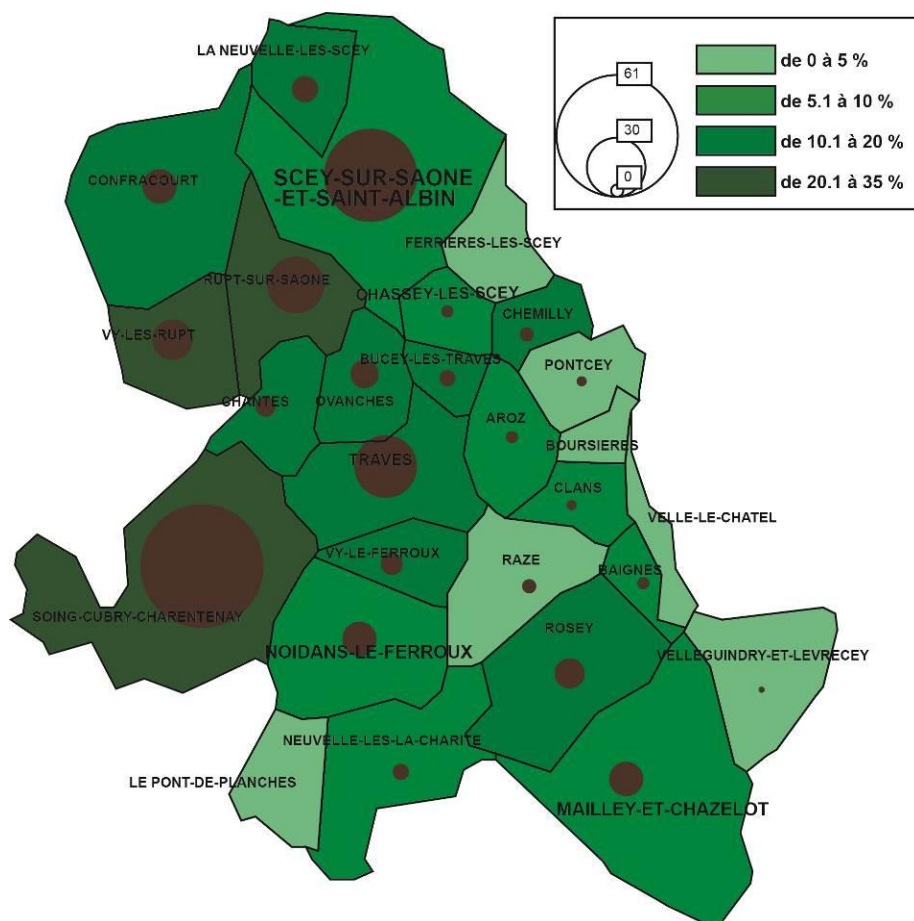 LA NEUVELLE-LES-SCEY
61
de 0 à 5 %
de 5.1 à 10 %
30
de 10.1 à 20 %
0
de 20.1 à 35 %
CONFRACOURT
SCEY-SUR-SAONE
-ET-SAINT-ALBIN
FERRIERES-LES-SCEY
RUPT-SUR-SAONE
CHASSEY-LES-SCEY
CHEMILLY
VY-LES-RUPT
BUCEY-LES-TRAVES
PONTCEY
CHANTES
OVANCHES
AROZ
BOURSIERES
TRAVES
CLANS
VELLE-LE-CHATEL
VY-LE-FERROUX
RAZE
BAIGNES
SOING-CUBRY-CHARENTENAY
ROSEY
NOIDANS-LE-FERROUX
VELLEGUINDRY-ET-LEVRECEY
NEUVELLE-LES-LA-CHARITE
LE PONT-DE-PLANCHES
MAILLEY-ET-CHAZELOT